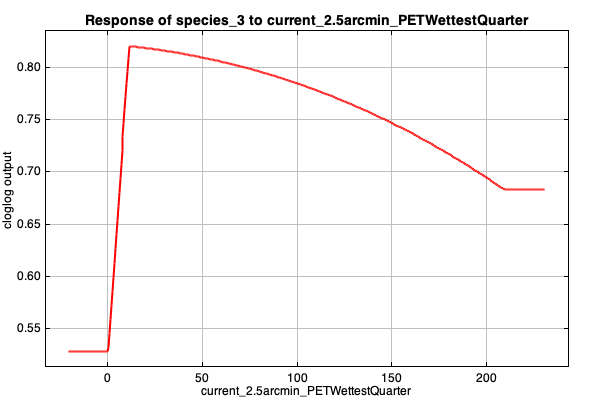 Response of species_3 to current_2.5arcmin_PETWettestQuarter
cloglog output
0.80
0.75
0.70
0.65
0.60
0.55
0 50 100 150 200
current_2.5arcmin_PETWettestQuarter